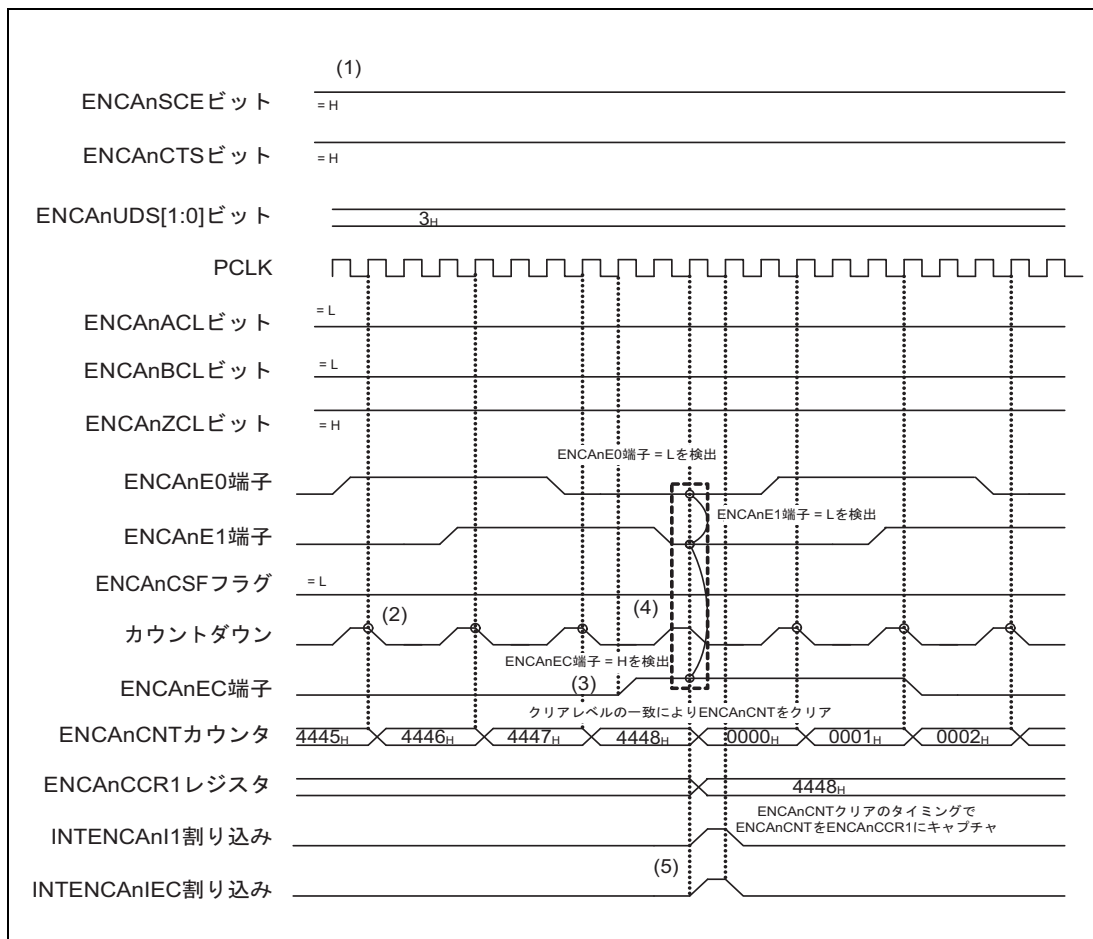 (1)
ENCAnSCEビット
= H
ENCAnCTSビット
= H
ENCAnUDS[1:0]ビット
3H
PCLK
ENCAnACLビット
= L
ENCAnBCLビット
= L
ENCAnZCLビット
= H
ENCAnE0端子 = Lを検出
ENCAnE0端子
ENCAnE1端子 = Lを検出
ENCAnE1端子
ENCAnCSFフラグ
= L
(2)
(4)
カウントダウン
ENCAnEC端子 = Hを検出
(3)
ENCAnEC端子
クリアレベルの一致によりENCAnCNTをクリア
ENCAnCNTカウンタ
4445H 4446H 4447H 4448H 0000H 0001H 0002H
ENCAnCCR1レジスタ
4448H
ENCAnCNTクリアのタイミングで
ENCAnCNTをENCAnCCR1にキャプチャ
INTENCAnI1割り込み
(5)
INTENCAnIEC割り込み